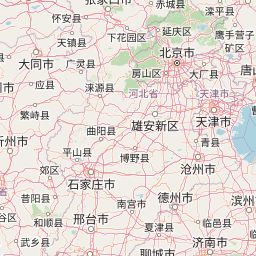 张家口市
赤城县
滦平县
怀安县
下花园区
延庆区
鹰手营子
矿区
天镇县
北京市
大同市
广灵县
房山区
大厂县
唐山
应县
涞源县
河北省
天津市
繁峙县
雄安新区
天津市
曲阳县
青县
忻州市
平山县
博野县
沧州市
郊区
石家庄市
昔阳县
南宫市
德州市
滨州
谷区
和顺县
邢台市
临邑县
武乡县
聊城市
济南市